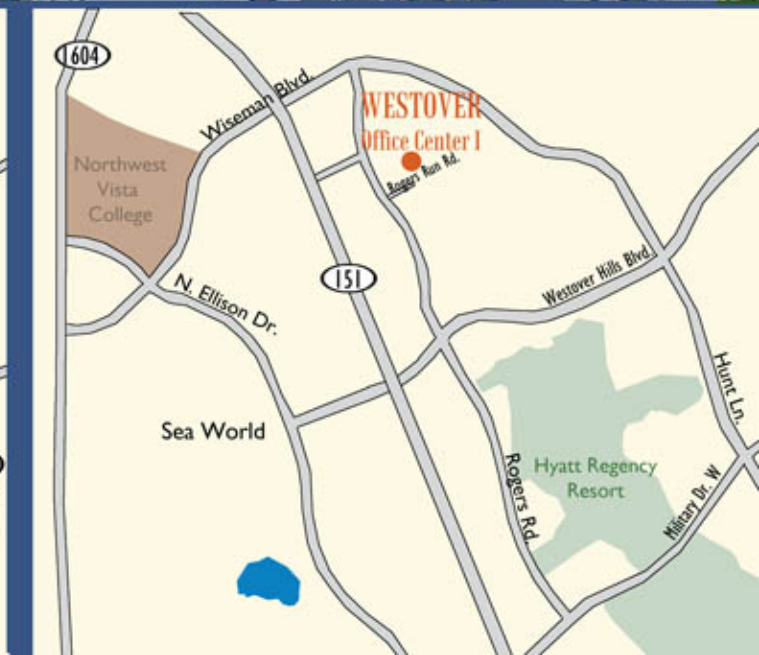 1604
Wiseman Blvd.
WESTOVER
Office Center I
Rogers Run Rd.
Northwest
Vista
College
151
Westover Hills Blvd.
N. Ellison Dr.
Hunt Ln.
Sea World
Rogers Rd.
Hyatt Regency
Resort
Military Dr. W